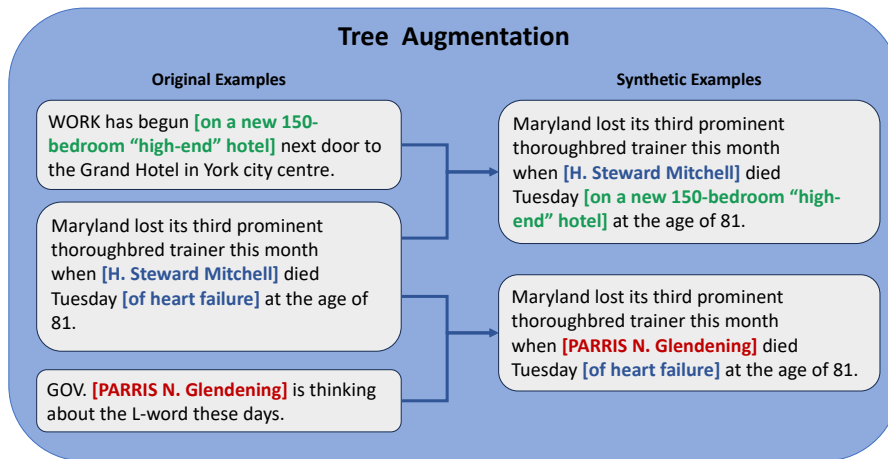 Tree Augmentation
Original Examples
WORK has begun [on a new 150-
bedroom “high-end” hotel] next door to
the Grand Hotel in York city centre.
Maryland lost its third prominent
thoroughbred trainer this month
when [H. Steward Mitchell] died
Tuesday [of heart failure] at the age of
81.
GOV. [PARRIS N. Glendening] is thinking
about the L-word these days.
Synthetic Examples
Maryland lost its third prominent
thoroughbred trainer this month
when [H. Steward Mitchell] died
Tuesday [on a new 150-bedroom “high-
end” hotel] at the age of 81.
Maryland lost its third prominent
thoroughbred trainer this month
when [PARRIS N. Glendening] died
Tuesday [of heart failure] at the age of 81.